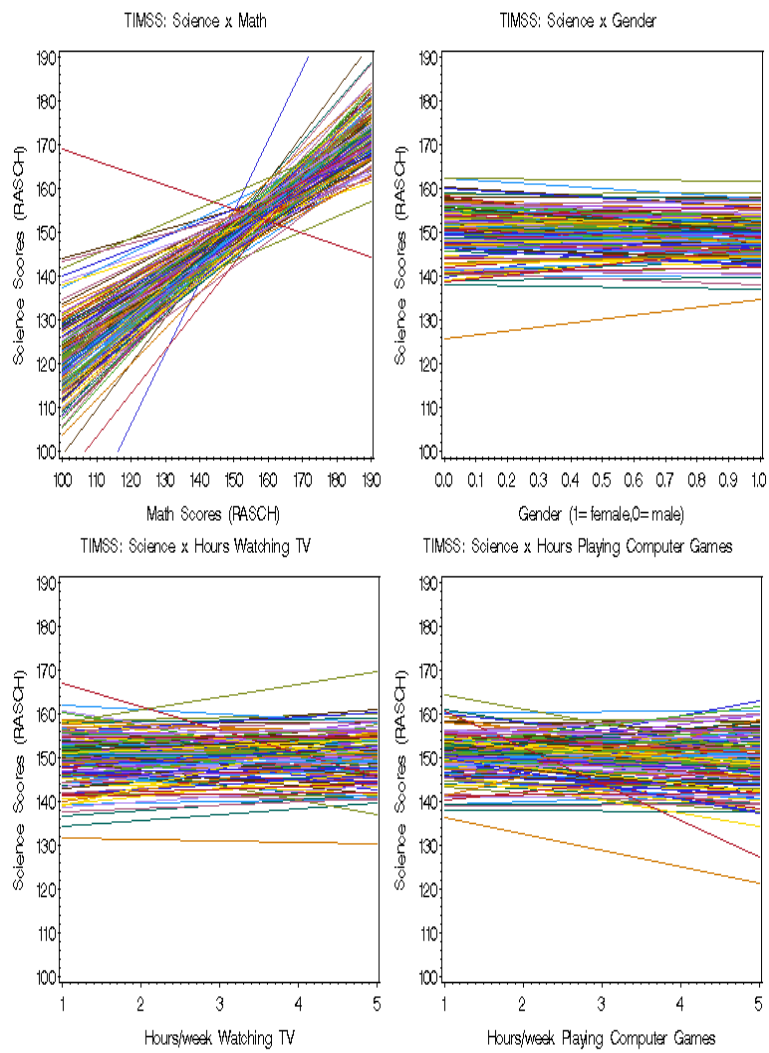 TIMSS: Science x Math
190
180
170
160
150
140
130
120
110
100
Science Scores (RASCH)
100 110 120 130 140 150 160 170 180 190
Math Scores (RASCH)
TIMSS: Science x Gender
190
180
170
160
150
140
130
120
110
100
Science Scores (RASCH)
0.0 0.1 0.2 0.3 0.4 0.5 0.6 0.7 0.8 0.9 1.0
Gender (1=female,0=male)
TIMSS: Science x Hours Watching TV
190
180
170
160
150
140
130
120
110
100
Science Scores (RASCH)
1 2 3 4 5
Hours/week Watching TV
TIMSS: Science x Hours Playing Computer Games
190
180
170
160
150
140
130
120
110
100
Science Scores (RASCH)
1 2 3 4 5
Hours/week Playing Computer Games